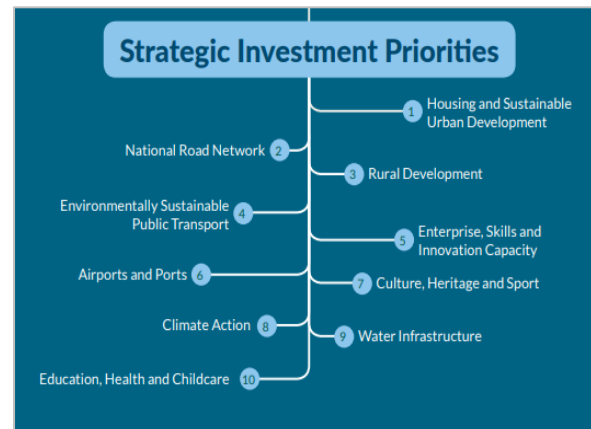 Strategic Investment Priorities
1 Housing and Sustainable
Urban Development
National Road Network 2
3 Rural Development
Environmentally Sustainable
Public Transport 4
5 Enterprise, Skills and
Innovation Capacity
Airports and Ports 6
7 Culture, Heritage and Sport
Climate Action 8
9 Water Infrastructure
Education, Health and Childcare 10